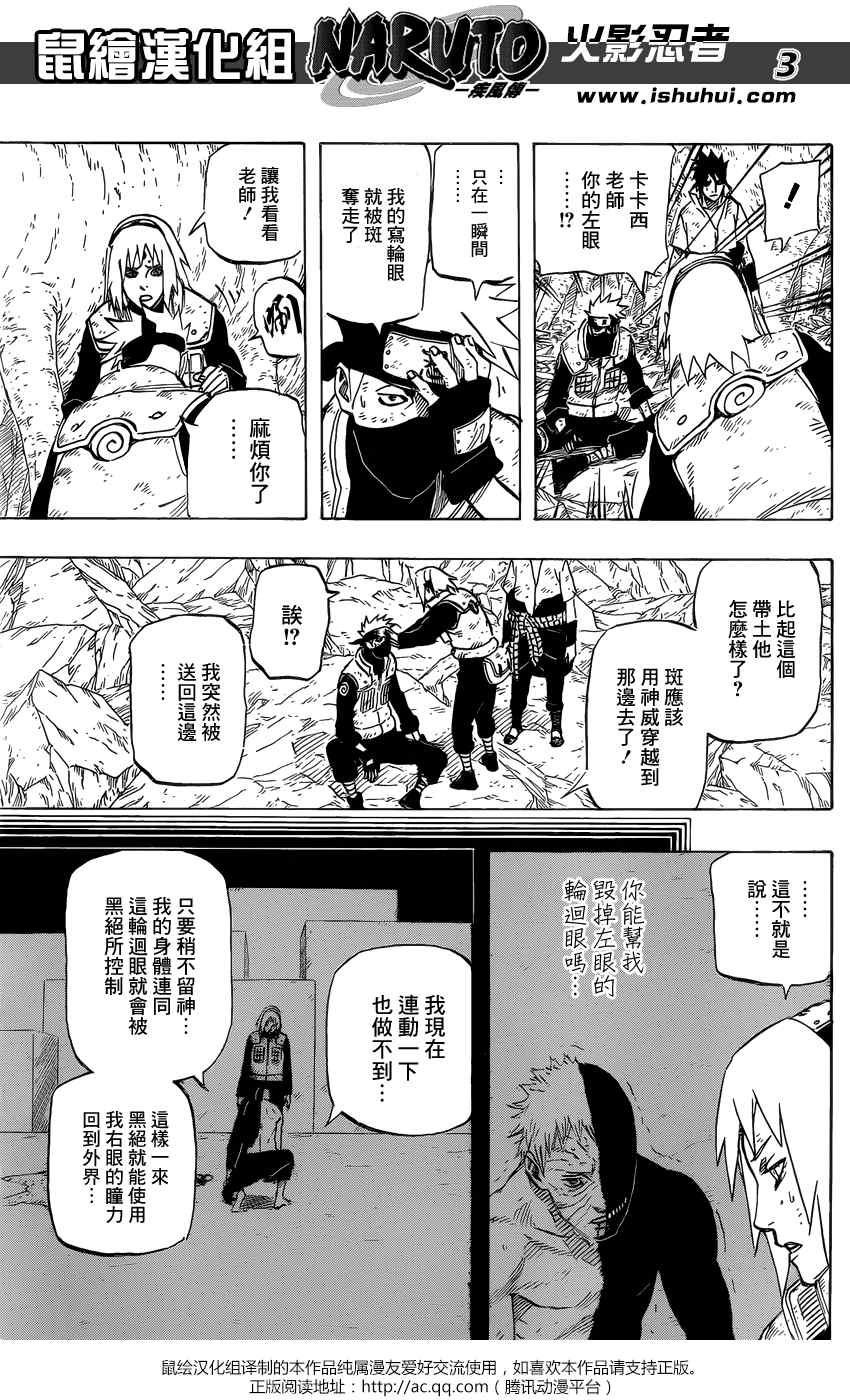 鼠繪漢化組
NARUTO
-疾風傳-
火影忍者
3
www.ishuhui.com
！
卡卡西
老師
你的左眼
……!?
…
只在一瞬間
……
我的寫輪眼
就被斑
奪走了
讓我看看
老師！
唰
麻煩你了
……
比起這個
帶土他
怎麼樣了?
斑應該
用神威穿越到
那邊去了！
誒!?
我突然被
送回這邊
……
……
這不就是
說……
你能幫我
毀掉左眼的
輪迴眼嗎…
我現在
連動一下
也做不到…
只要稍不留神…
我的身體連同
這輪迴眼就會被
黑絕所控制
這樣一來
黑絕就能使用
我右眼的瞳力
回到外界…
鼠绘汉化组译制的本作品纯属漫友爱好交流使用，如喜欢本作品请支持正版。
正版阅读地址：http://ac.qq.com（腾讯动漫平台）